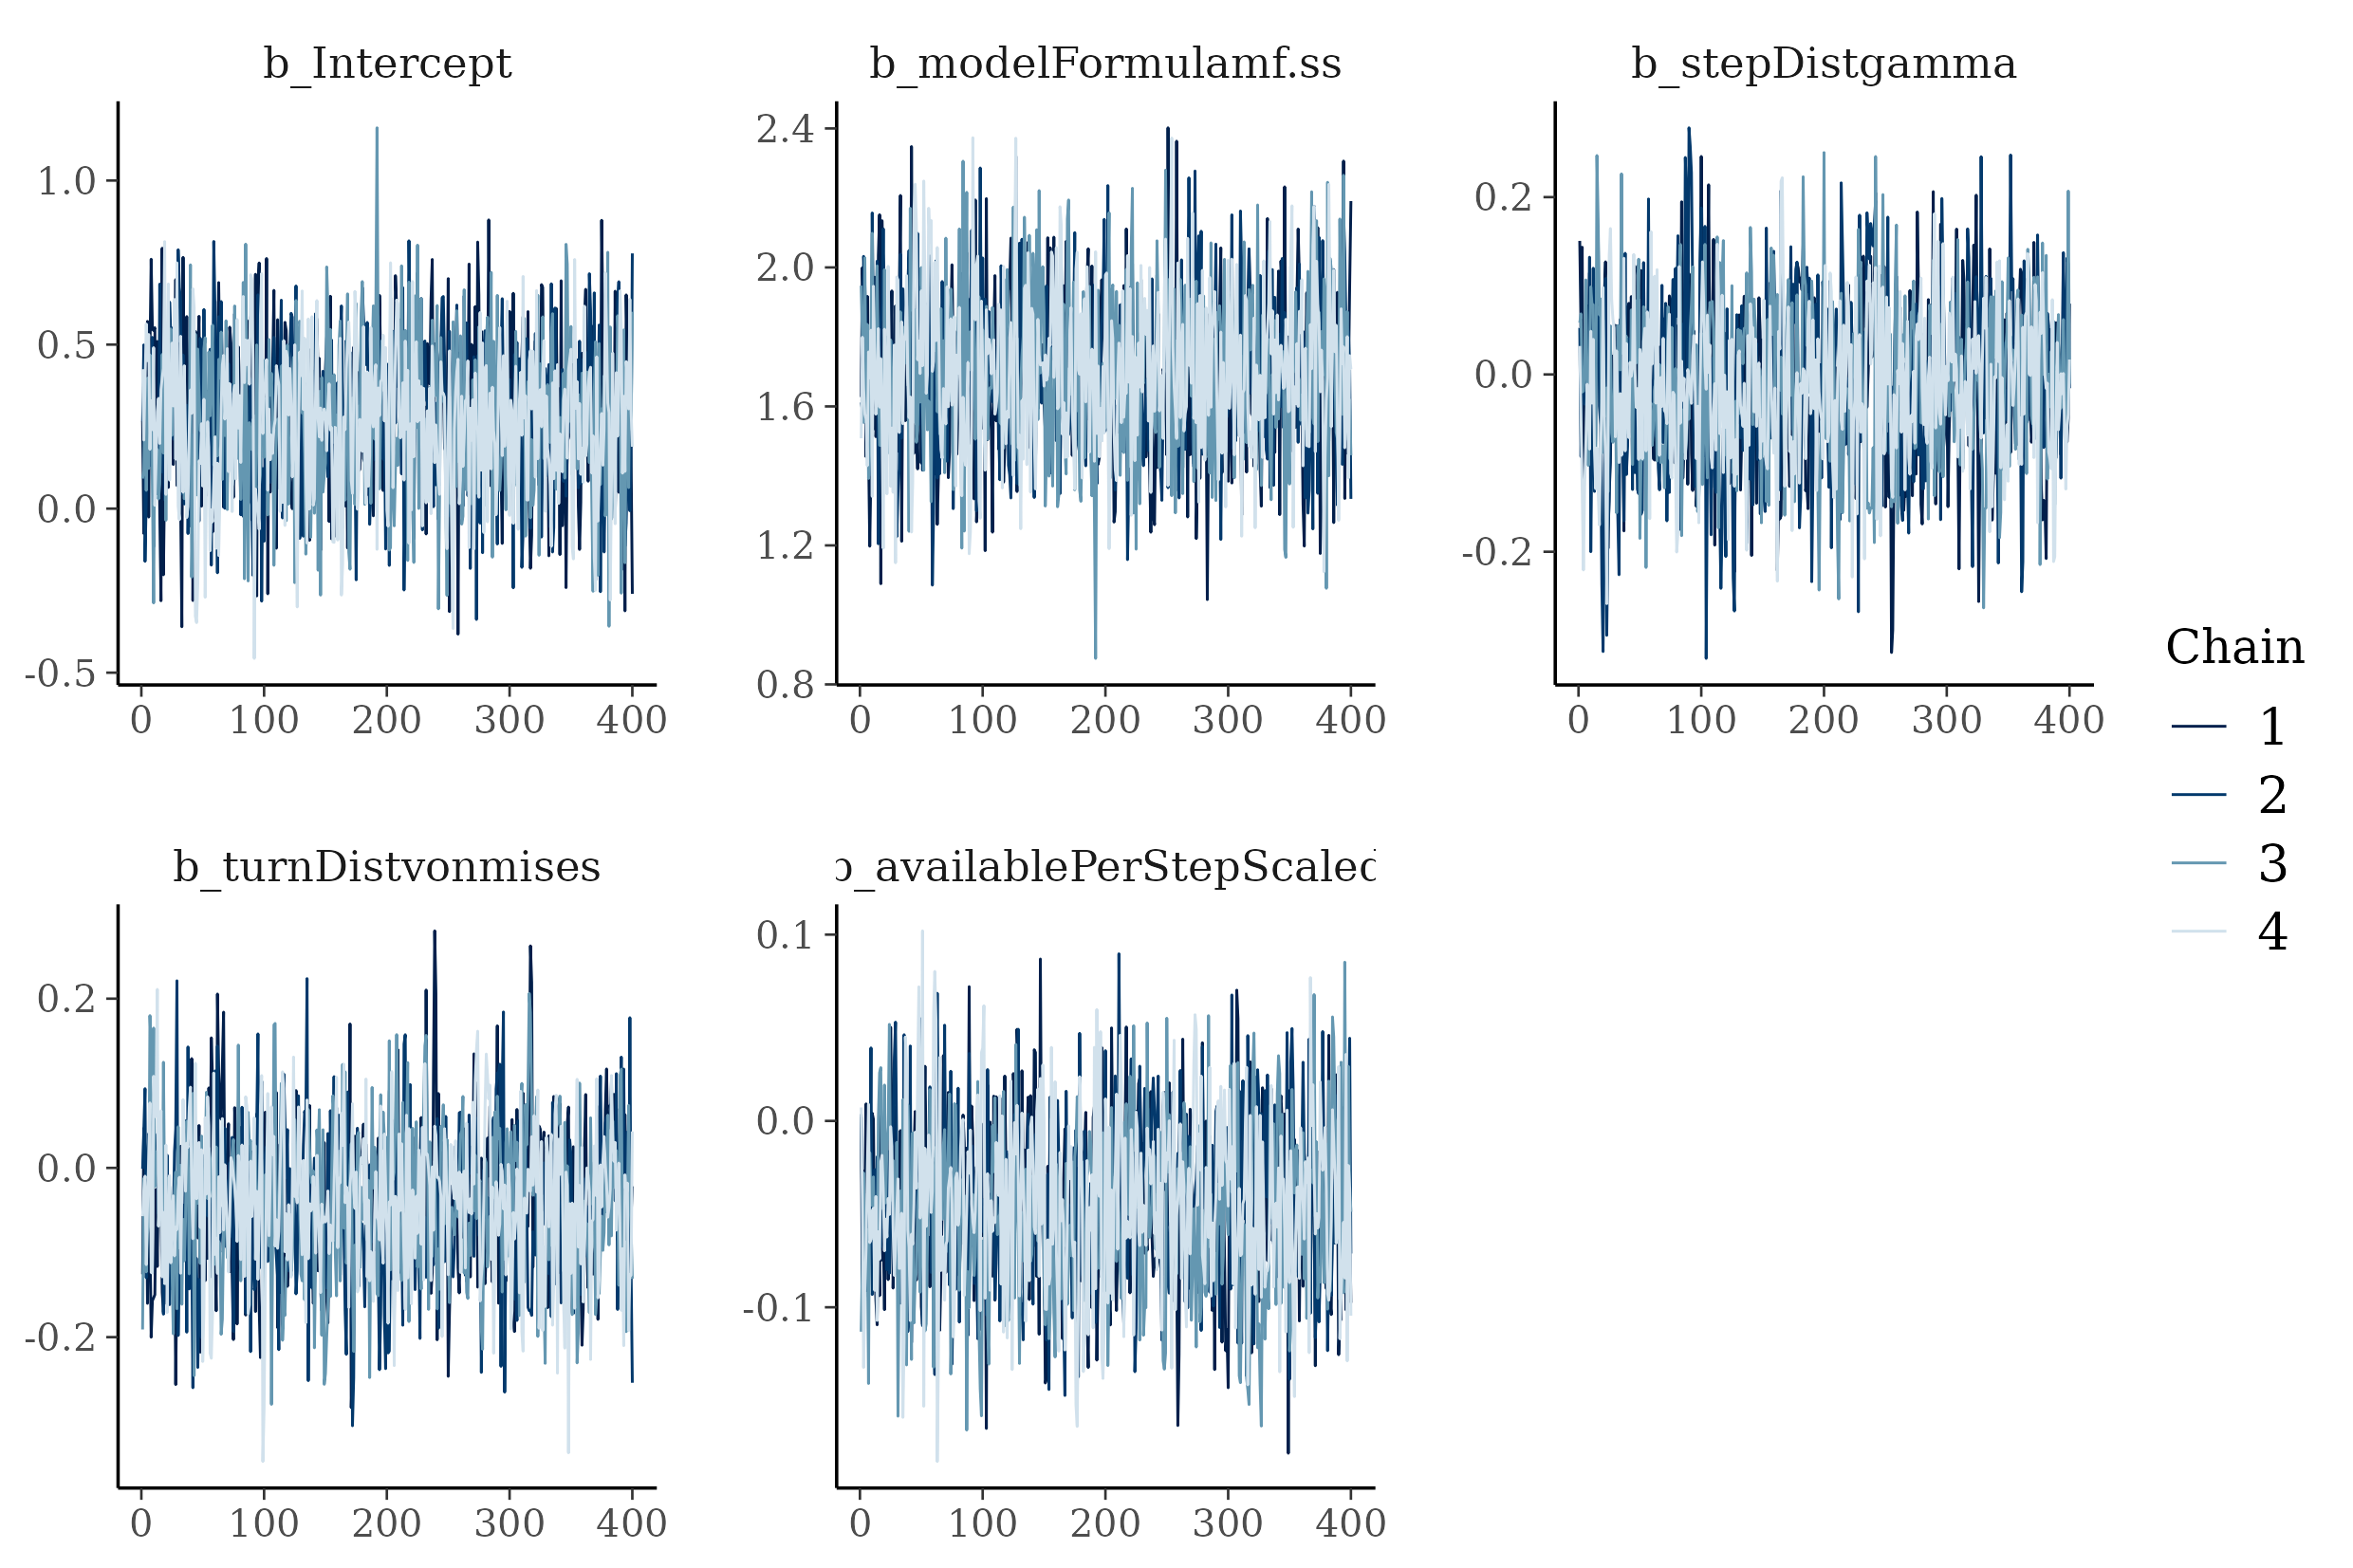 b_Intercept
1.0
0.5
0.0
-0.5
0 100 200 300 400
b_modelFormulamf.ss
2.4
2.0
1.6
1.2
0.8
0 100 200 300 400
b_stepDistgamma
0.2
0.0
-0.2
0 100 200 300 400
b_turnDistvonmises
0.2
0.0
-0.2
0 100 200 300 400
b_availablePerStepScaled
0.1
0.0
-0.1
0 100 200 300 400
Chain
1
2
3
4